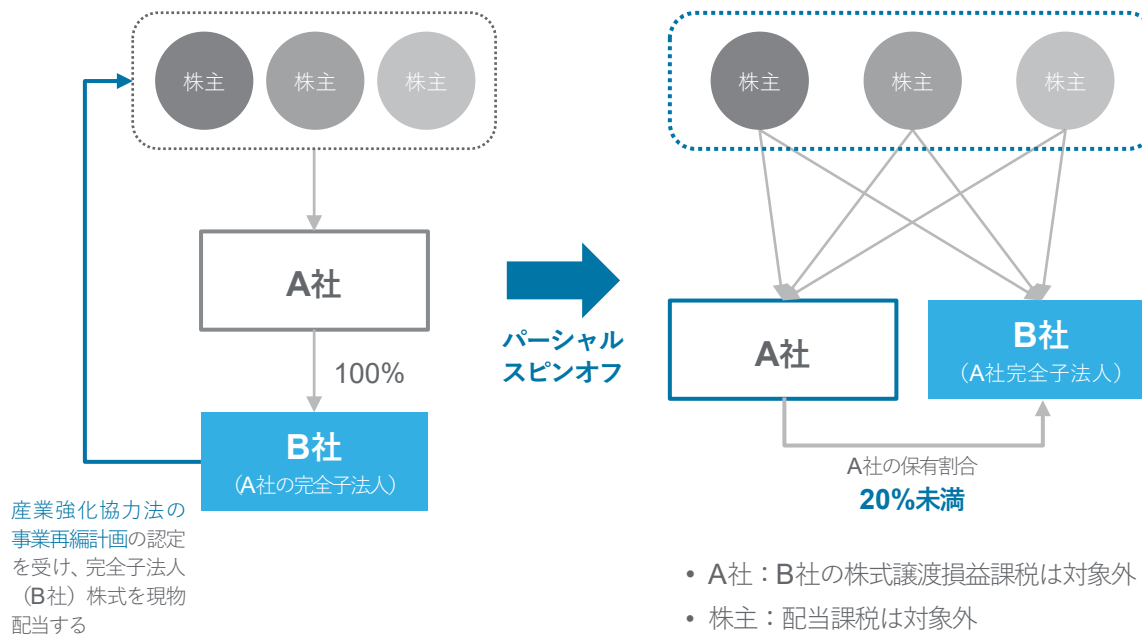 株主
株主
株主
A社
100%
B社
（A社の完全子法人）
産業強化協力法の
事業再編計画の認定
を受け、完全子法人
（B社）株式を現物
配当する
パーシャル
スピンオフ
株主
株主
株主
A社
B社
（A社完全子法人）
A社の保有割合
20%未満
• A社：B社の株式譲渡損益課税は対象外
• 株主：配当課税は対象外